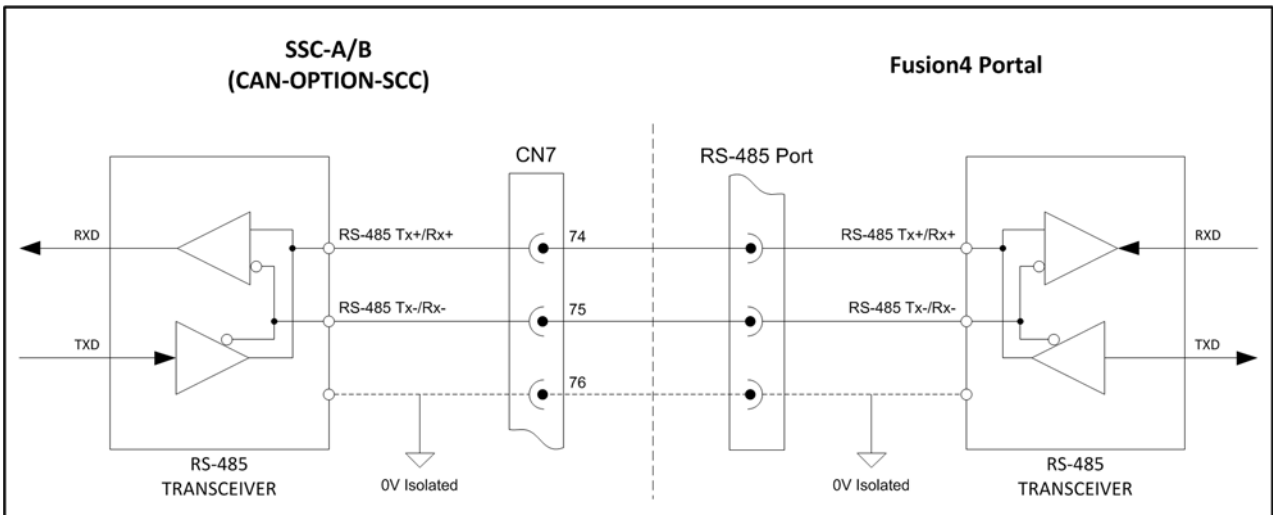 SSC-A/B
(CAN-OPTION-SCC)
Fusion4 Portal
CN7
RS-485 Port
RXD
RS-485 Tx+/Rx+
74
RS-485 Tx+/Rx+
RXD
RS-485 Tx-/Rx-
75
RS-485 Tx-/Rx-
TXD
TXD
76
RS-485
TRANSCEIVER
0V Isolated
0V Isolated
RS-485
TRANSCEIVER